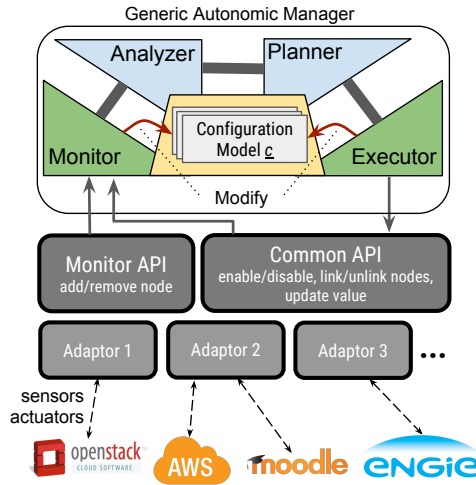 Generic Autonomic Manager
Analyzer
Planner
Configuration
Model c
Monitor
Executor
Modify
Monitor API
add/remove node
Common API
enable/disable, link/unlink nodes,
update value
Adaptor 1
Adaptor 2
Adaptor 3
...
sensors
actuators
openstack
CLOUD SOFTWARE
AWS
moodle
ENGIE